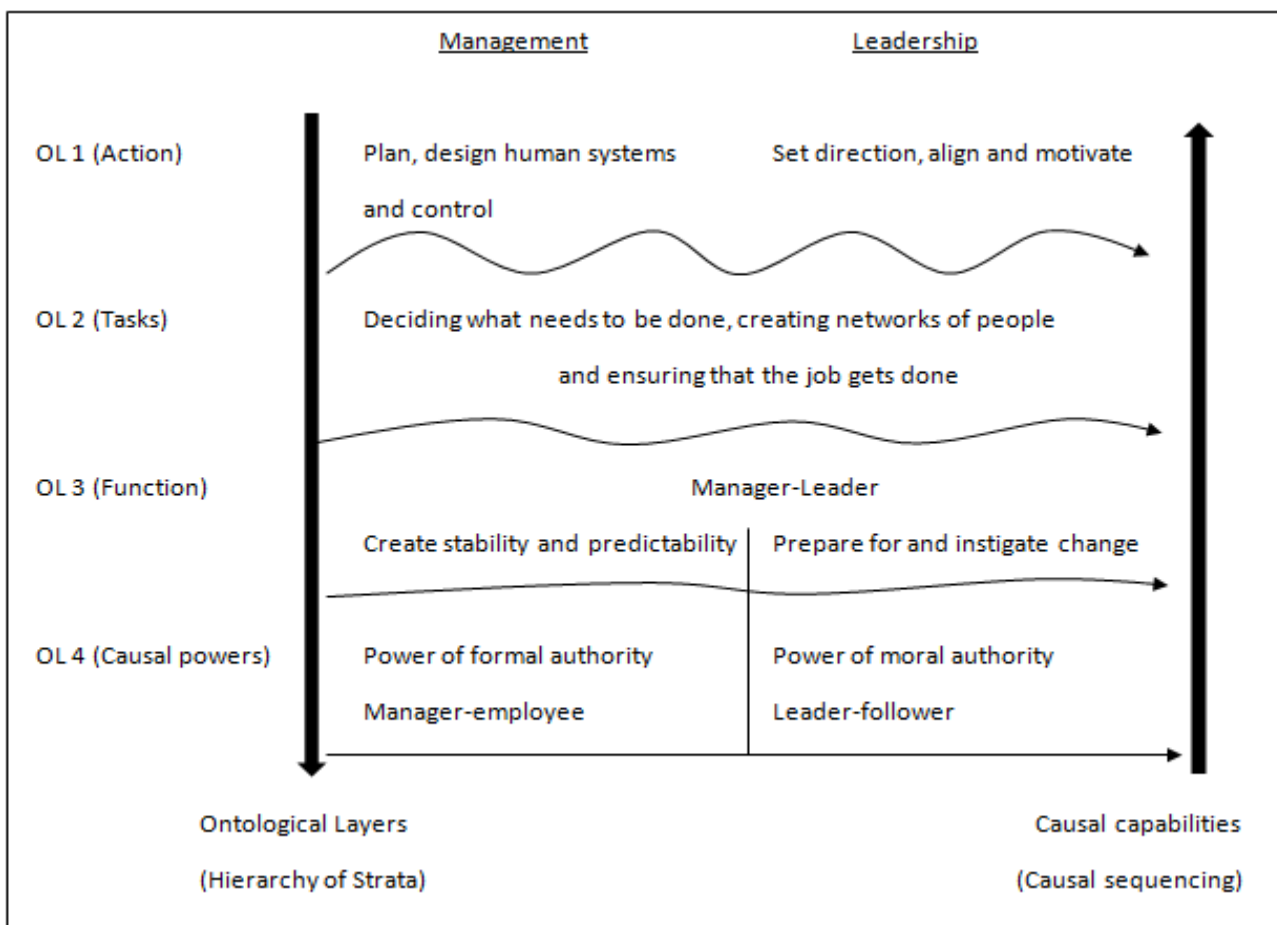 Management Leadership
OL 1 (Action) Plan, design human systems Set direction, align and motivate
and control
OL 2 (Tasks) Deciding what needs to be done, creating networks of people
and ensuring that the job gets done
OL 3 (Function) Manager-Leader
Create stability and predictability Prepare for and instigate change
OL 4 (Causal powers) Power of formal authority Power of moral authority
Manager-employee Leader-follower
Ontological Layers Causal capabilities
(Hierarchy of Strata) (Causal sequencing)